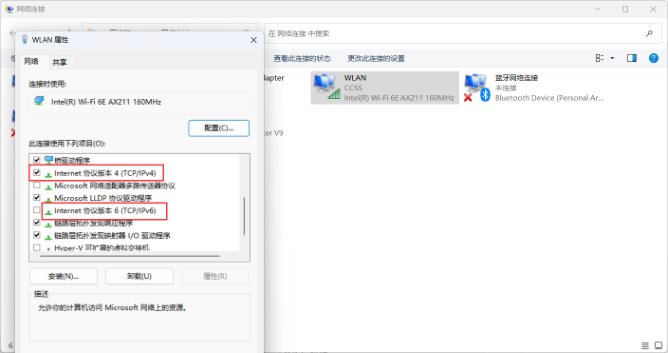 网络连接
在 网络连接 中搜索
查看此连接的状态
更改此连接的设置
WLAN 属性
网络
共享
连接时使用:
Intel(R) Wi-Fi 6E AX211 160MHz
配置(C)...
此连接使用下列项目(O):
桥驱动程序
Internet 协议版本 4 (TCP/IPv4)
Microsoft 网络适配器多路传送器协议
Microsoft LLDP 协议驱动程序
Internet 协议版本 6 (TCP/IPv6)
链路层拓扑发现响应程序
链路层拓扑发现映射器 I/O 驱动程序
Hyper-V 可扩展的虚拟交换机
安装(N)...
卸载(U)
属性(R)
描述
允许你的计算机访问 Microsoft 网络上的资源。
dapter
ter V9
WLAN
CCSS
Intel(R) Wi-Fi 6E AX211 160MHz
蓝牙网络连接
未连接
Bluetooth Device (Personal Ar...
6